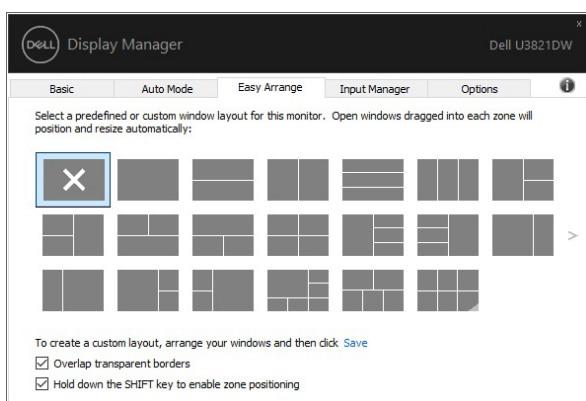 DELL Display Manager Dell U3821DW
Basic Auto Mode Easy Arrange Input Manager Options
Select a predefined or custom window layout for this monitor. Open windows dragged into each zone will
position and resize automatically:
To create a custom layout, arrange your windows and then click Save
Overlap transparent borders
Hold down the SHIFT key to enable zone positioning